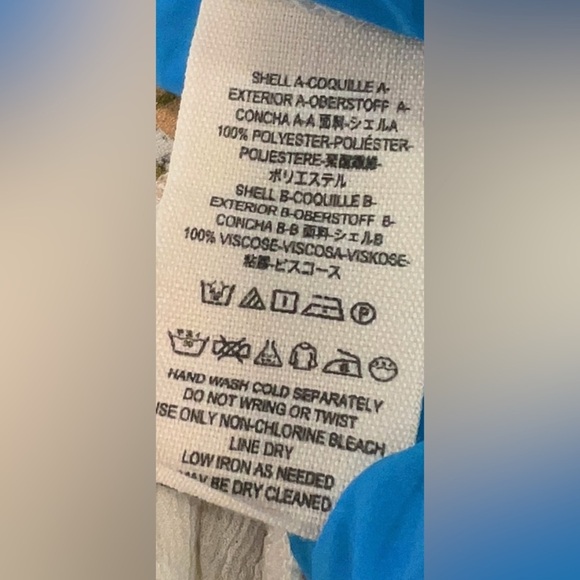 SHELL A-COQUILLE A-
EXTERIOR A-OBERSTOFF A-
CONCHA A-A 面料-シェルA
100% POLYESTER-POLIÉSTER-
POLIESTERE-聚酯纖維-
ポリエステル
SHELL B-COQUILLE B-
EXTERIOR B-OBERSTOFF B-
CONCHA B-B 面料-シェルB
100% VISCOSE-VISCOSA-VISKOSE-
粘膠-ビスコース
P
30
HAND WASH COLD SEPARATELY
DO NOT WRING OR TWIST
USE ONLY NON-CHLORINE BLEACH
LINE DRY
LOW IRON AS NEEDED
MAY BE DRY CLEANED